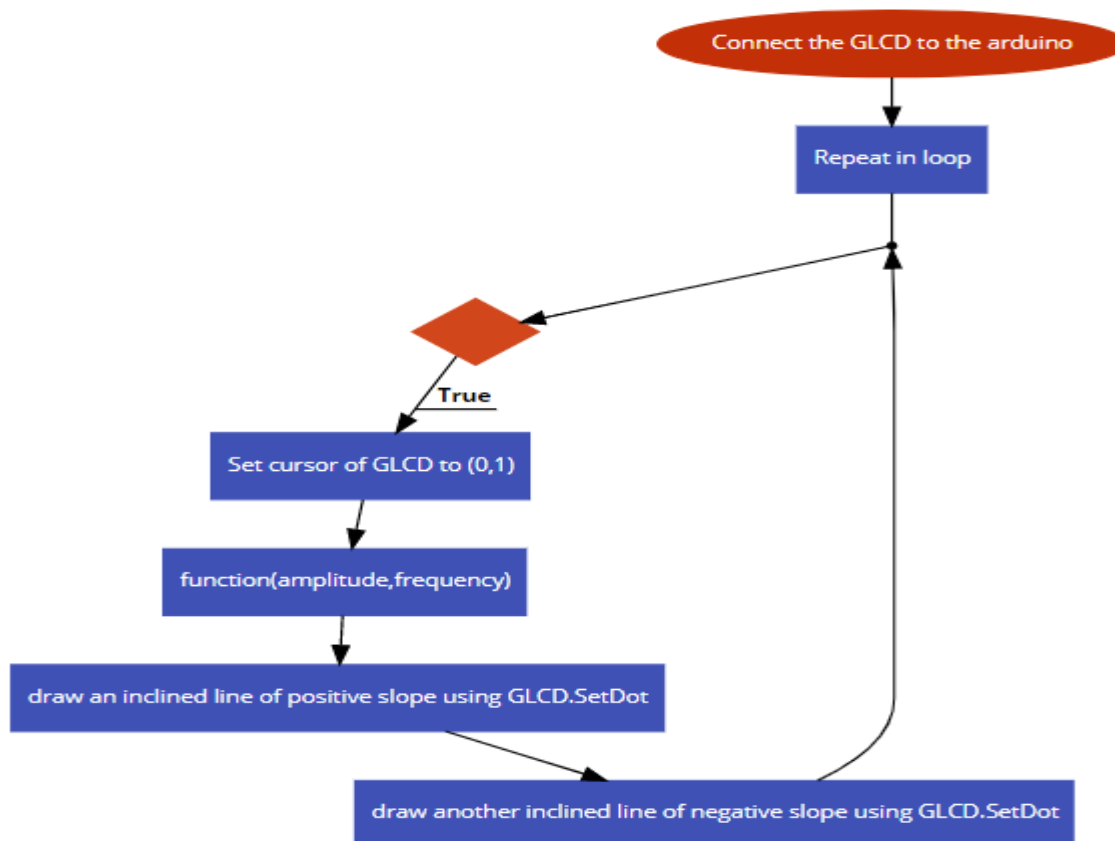 Connect the GLCD to the arduino
Repeat in loop
True
Set cursor of GLCD to (0,1)
function(amplitude,frequency)
draw an inclined line of positive slope using GLCD.SetDot
draw another inclined line of negative slope using GLCD.SetDot